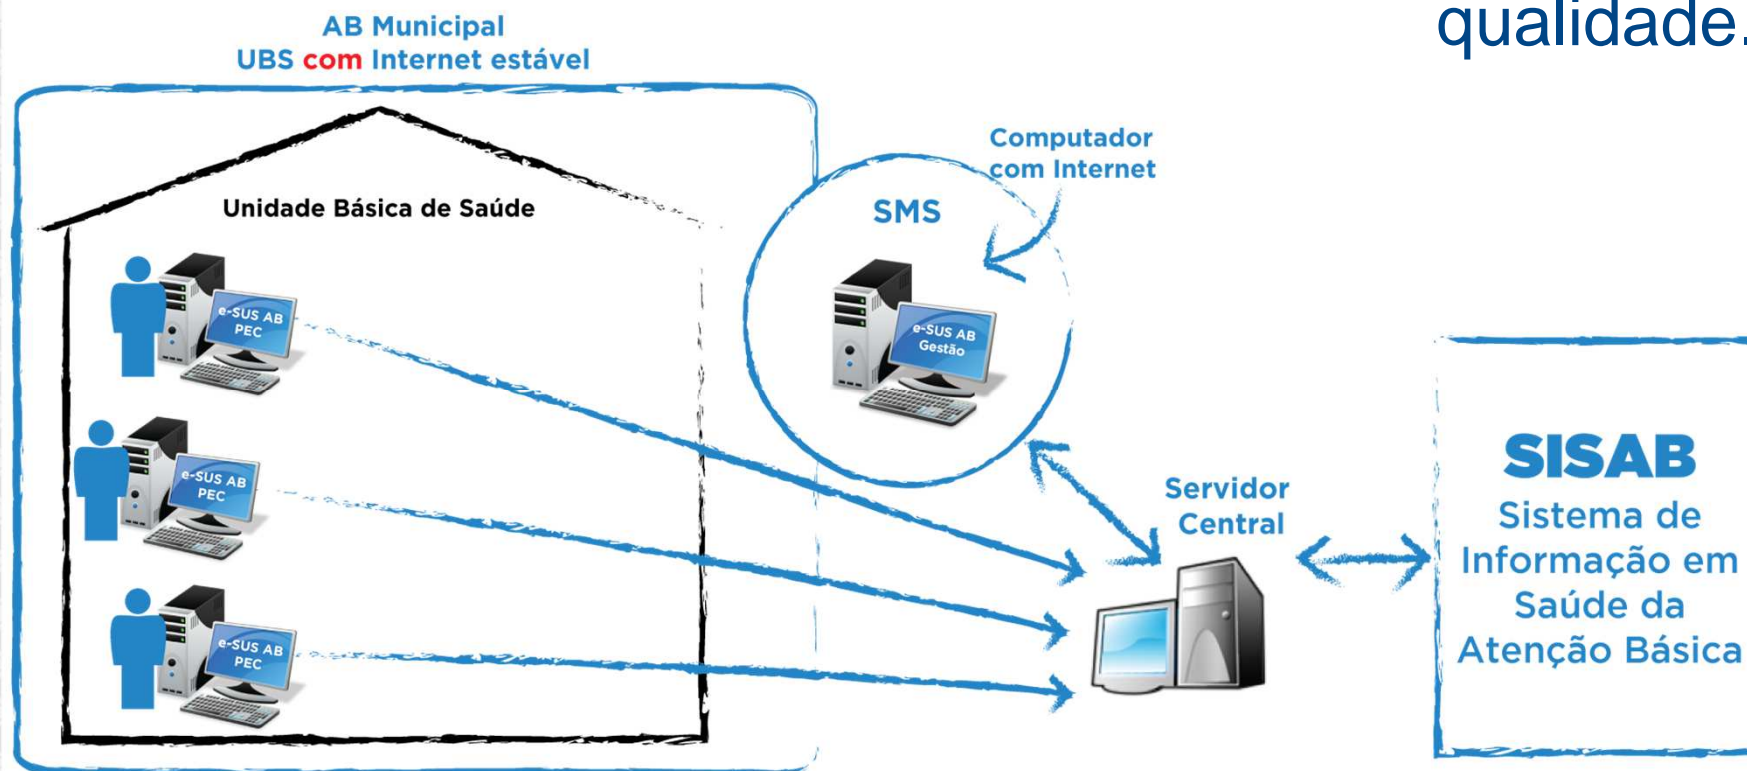 qualidade.
AB Municipal
UBS com Internet estável
Unidade Básica de Saúde
e-SUS AB
PEC
e-SUS AB
PEC
e-SUS AB
PEC
Computador
com Internet
SMS
e-SUS AB
Gestão
Servidor
Central
SISAB
Sistema de
Informação em
Saúde da
Atenção Básica